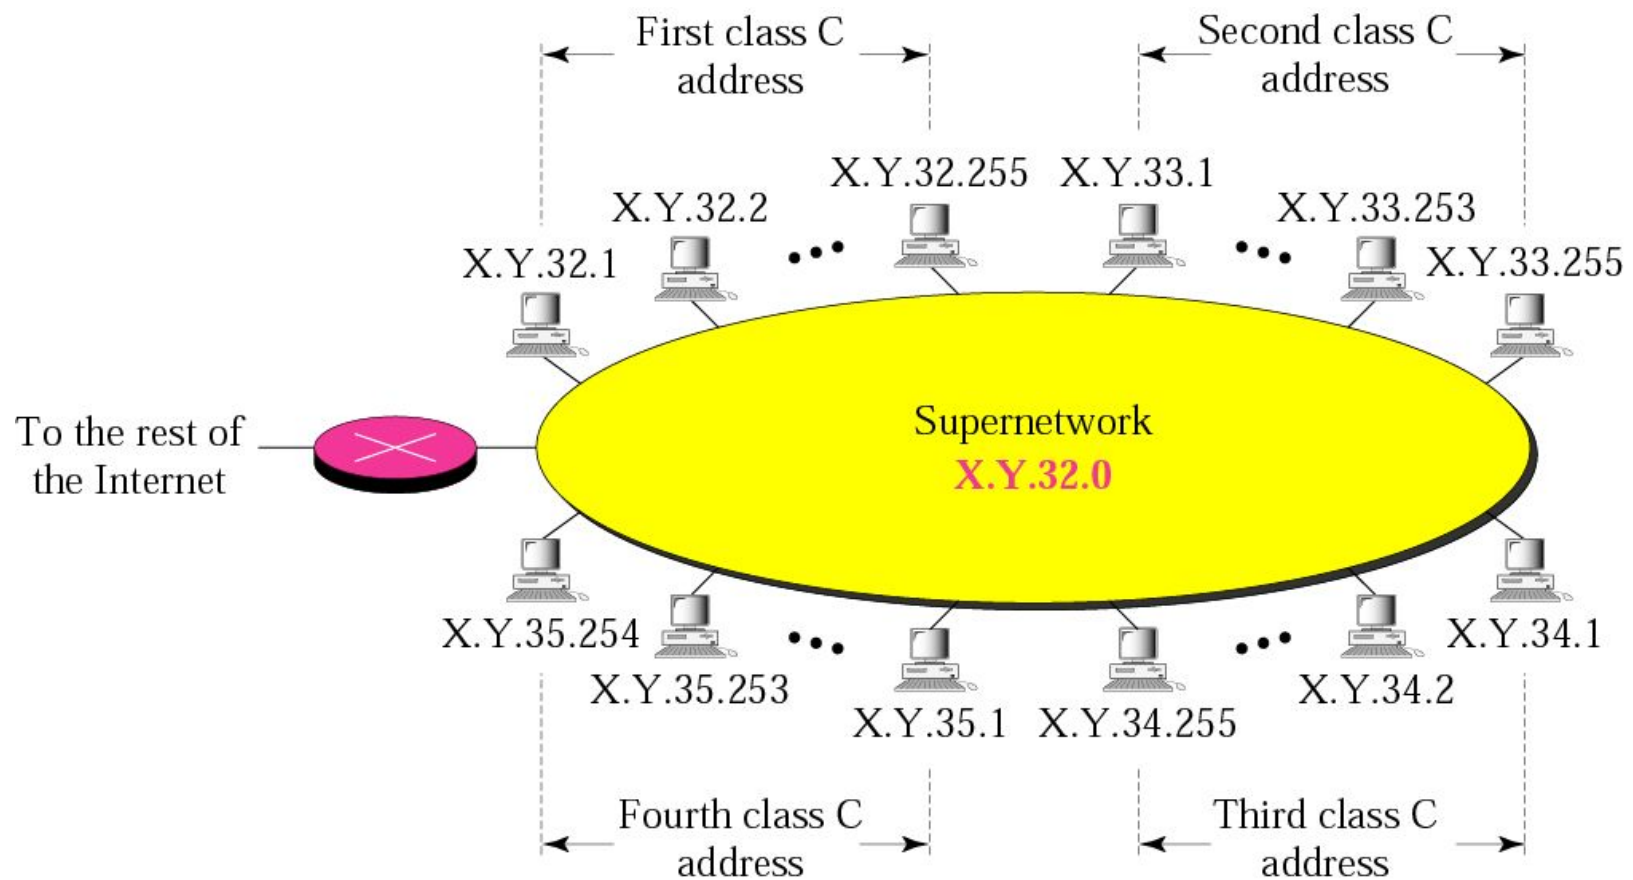 First class C
address
Second class C
address
X.Y.32.255
X.Y.33.1
X.Y.32.2
X.Y.33.253
X.Y.32.1
X.Y.33.255
To the rest of
the Internet
Supernetwork
X.Y.32.0
X.Y.35.254
X.Y.34.1
X.Y.35.253
X.Y.34.2
X.Y.35.1
X.Y.34.255
Fourth class C
address
Third class C
address